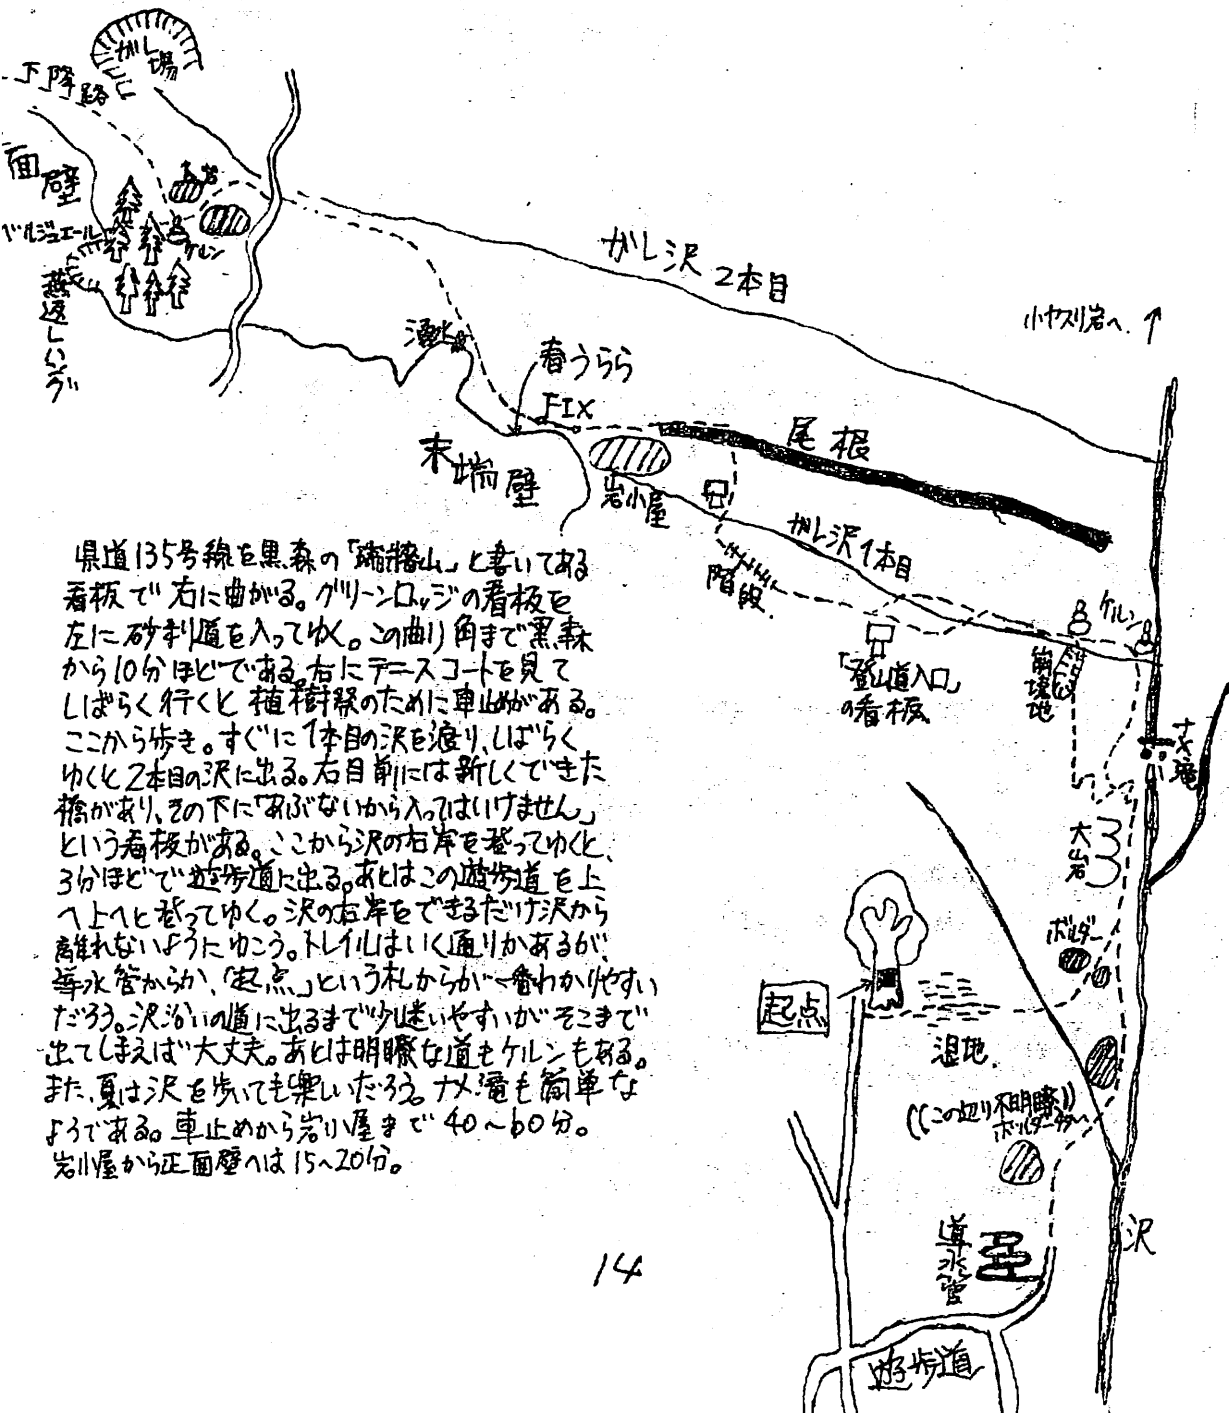 がレ場
下降路
面壁
ベルジュエール
ケルン
燕返しハング
湧水
春うらら
FIX
末端壁
岩小屋
尾根
がレ沢 2本目
小ヤスリ岩へ
がレ沢 1本目
階段
「登山道入口」
の看板
崩壊地
ケルン
ナメ滝
大岩
ボルダー
起点
湿地
((この辺り不明瞭))
ボルダー多
導水管
沢
遊歩道
県道135号線を黒森の「瑞牆山」と書いてある
看板で右に曲がる。グリーンロッジの看板を
左に砂利道を入ってゆく。この曲り角まで黒森
から10分ほどである。右にテニスコートを見て
しばらく行くと植樹祭のために車止めがある。
ここから歩き。すぐに1本目の沢を渡り、しばらく
ゆくと2本目の沢に出る。右目前には新しくできた
橋があり、その下に「あぶないから入ってはいけません」
という看板がある。ここから沢の右岸を登ってゆくと、
3分ほどで遊歩道に出る。あとはこの遊歩道を上
へ上へと登ってゆく。沢の右岸をできるだけ沢から
離れないようにゆこう。トレイルはいく通りかあるが、
導水管からか、「起点」という札からが一番わかりやすい
だろう。沢沿いの道に出るまで少し迷いやすいがそこまで
出てしまえば大丈夫。あとは明瞭な道もケルンもある。
また、夏は沢を歩いても楽しいだろう。ナメ滝も簡単な
ようである。車止めから岩小屋まで40〜60分。
岩小屋から正面壁へは15〜20分。
14